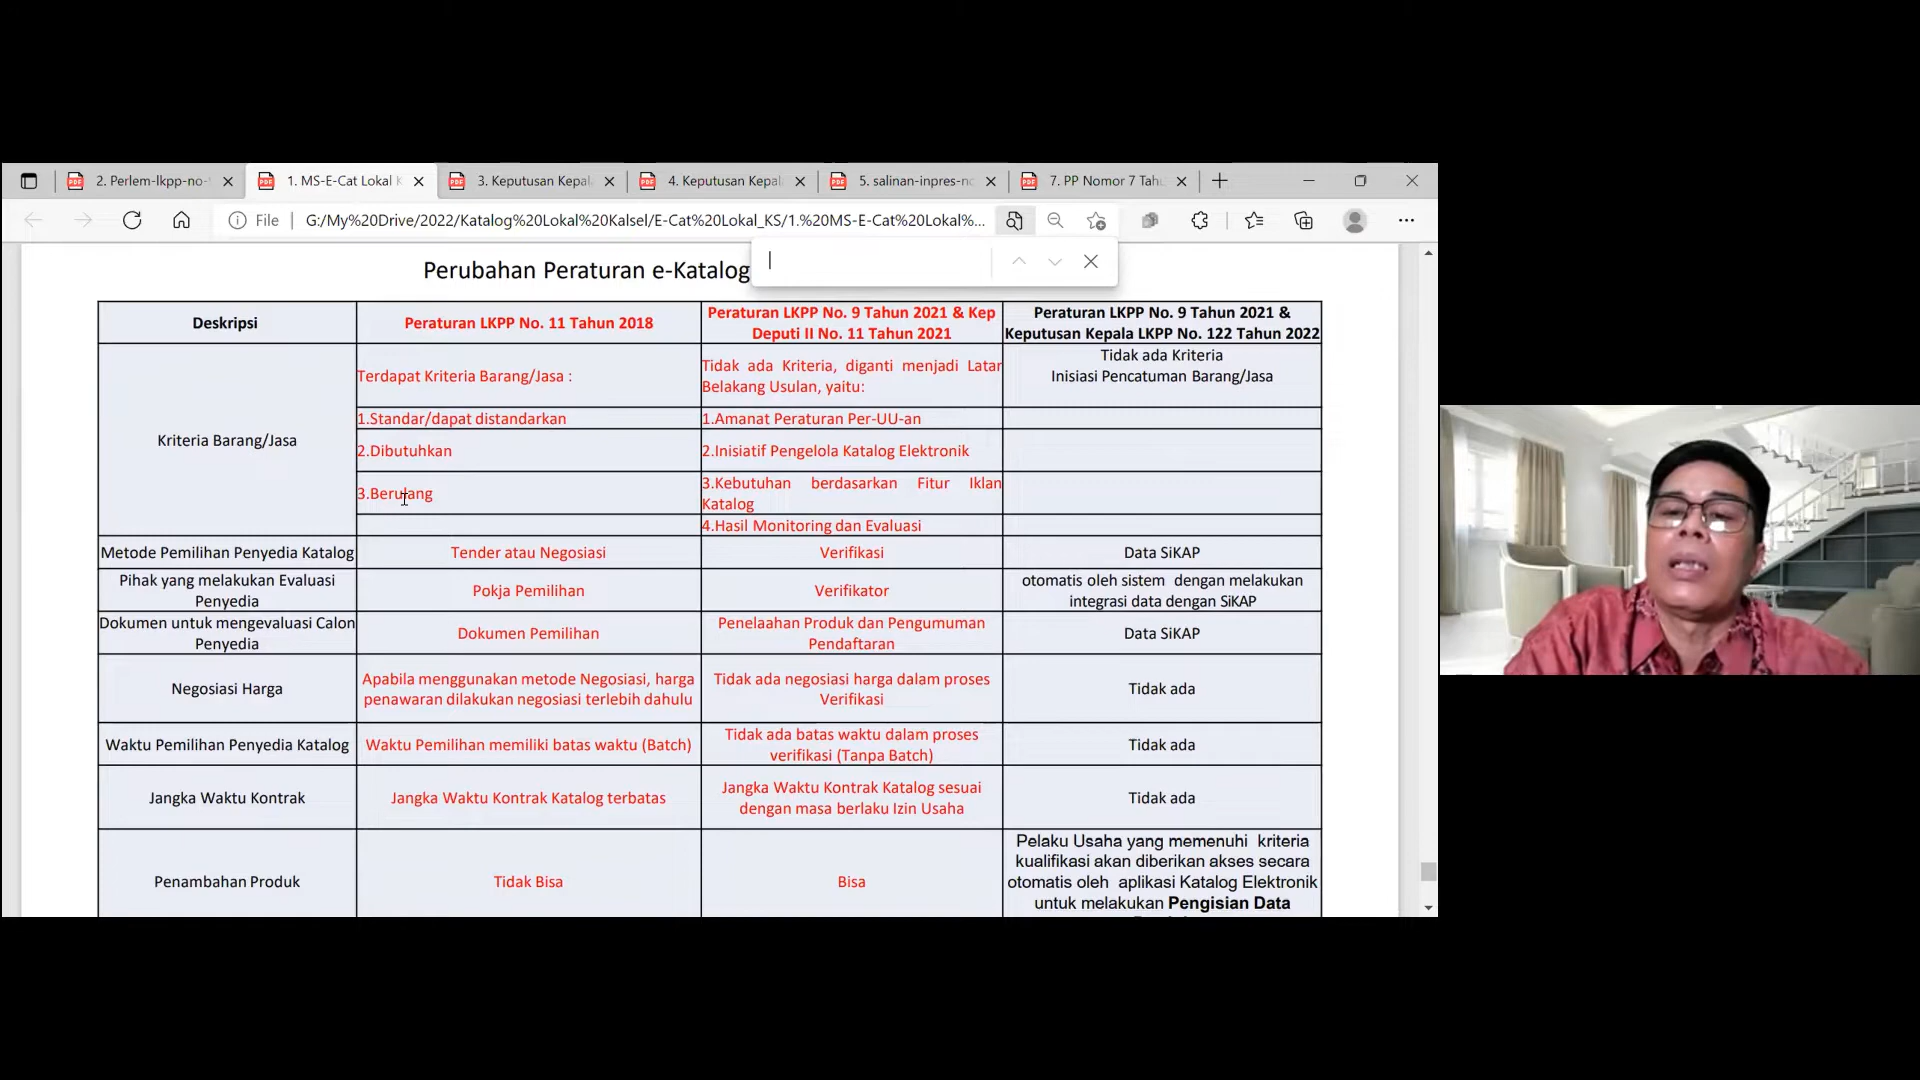 2. Perlem-lkpp-no-
1. MS-E-Cat Lokal K
3. Keputusan Kepal
4. Keputusan Kepal
5. salinan-inpres-no
7. PP Nomor 7 Tahu
File
G:/My%20Drive/2022/Katalog%20Lokal%20Kalsel/E-Cat%20Lokal_KS/1.%20MS-E-Cat%20Lokal%...
Perubahan Peraturan e-Katalog
Deskripsi
Peraturan LKPP No. 11 Tahun 2018
Peraturan LKPP No. 9 Tahun 2021 & Kep
Deputi II No. 11 Tahun 2021
Peraturan LKPP No. 9 Tahun 2021 &
Keputusan Kepala LKPP No. 122 Tahun 2022
Kriteria Barang/Jasa
Terdapat Kriteria Barang/Jasa :
Tidak ada Kriteria, diganti menjadi Latar
Belakang Usulan, yaitu:
Tidak ada Kriteria
Inisiasi Pencatuman Barang/Jasa
1.Standar/dapat distandarkan
1.Amanat Peraturan Per-UU-an
2.Dibutuhkan
2.Inisiatif Pengelola Katalog Elektronik
3.Berulang
3.Kebutuhan berdasarkan Fitur Iklan
Katalog
4.Hasil Monitoring dan Evaluasi
Metode Pemilihan Penyedia Katalog
Tender atau Negosiasi
Verifikasi
Data SiKAP
Pihak yang melakukan Evaluasi
Penyedia
Pokja Pemilihan
Verifikator
otomatis oleh sistem dengan melakukan
integrasi data dengan SiKAP
Dokumen untuk mengevaluasi Calon
Penyedia
Dokumen Pemilihan
Penelaahan Produk dan Pengumuman
Pendaftaran
Data SiKAP
Negosiasi Harga
Apabila menggunakan metode Negosiasi, harga
penawaran dilakukan negosiasi terlebih dahulu
Tidak ada negosiasi harga dalam proses
Verifikasi
Tidak ada
Waktu Pemilihan Penyedia Katalog
Waktu Pemilihan memiliki batas waktu (Batch)
Tidak ada batas waktu dalam proses
verifikasi (Tanpa Batch)
Tidak ada
Jangka Waktu Kontrak
Jangka Waktu Kontrak Katalog terbatas
Jangka Waktu Kontrak Katalog sesuai
dengan masa berlaku Izin Usaha
Tidak ada
Penambahan Produk
Tidak Bisa
Bisa
Pelaku Usaha yang memenuhi kriteria
kualifikasi akan diberikan akses secara
otomatis oleh aplikasi Katalog Elektronik
untuk melakukan Pengisian Data